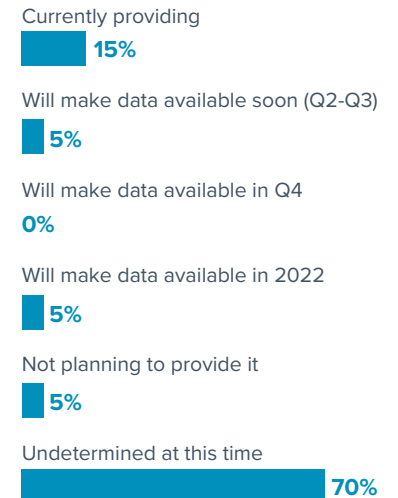 Currently providing
15%
Will make data available soon (Q2-Q3)
5%
Will make data available in Q4
0%
Will make data available in 2022
5%
Not planning to provide it
5%
Undetermined at this time
70%